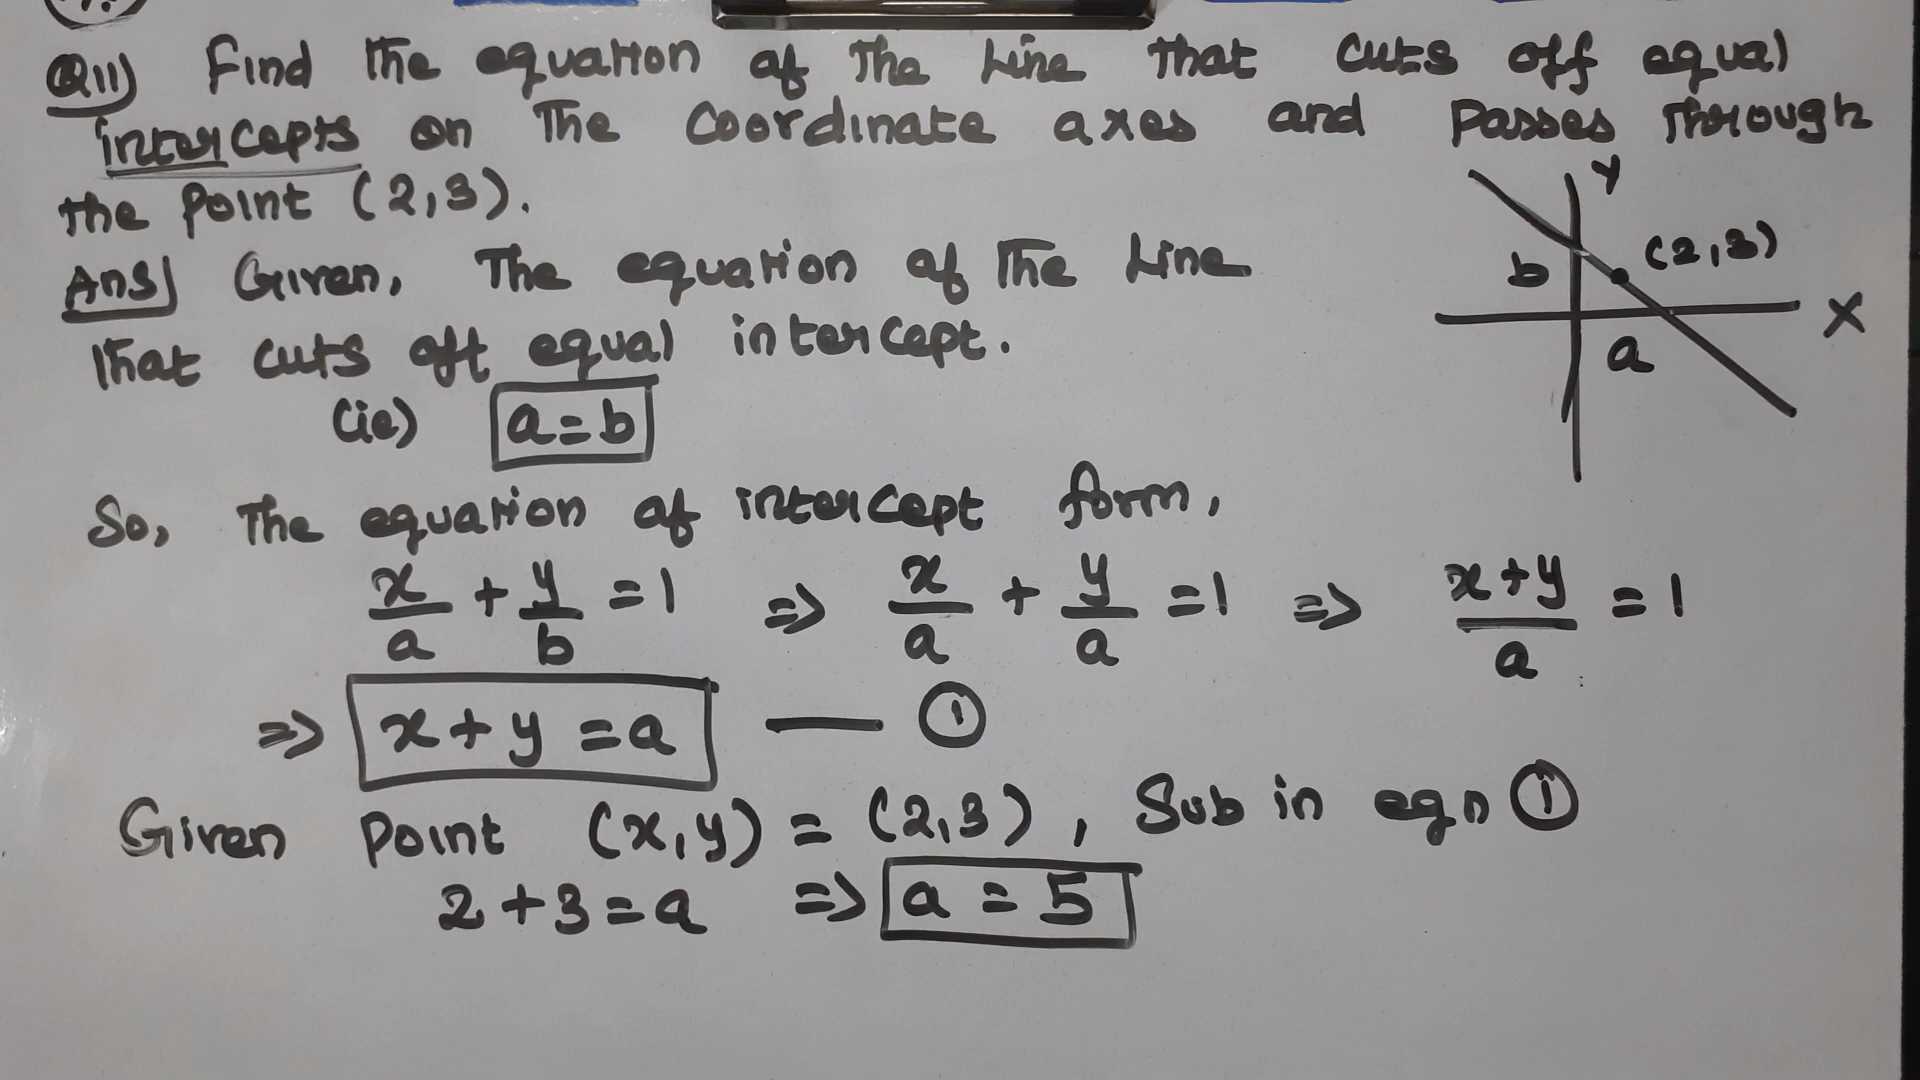 Q11) Find the equation of the Line that cuts off equal
intercepts on the coordinate axes and passes through
the point (2,3).
Y
(2,3)
b
X
a
Ans) Given, The equation of the Line
that cuts off equal intercept.
(ie) a=b
So, the equation of intercept form,
x/a + y/b = 1 => x/a + y/a = 1 => x+y/a = 1
=> x+y = a — ①
Given point (x,y) = (2,3), Sub in eqn ①
2+3=a => a = 5